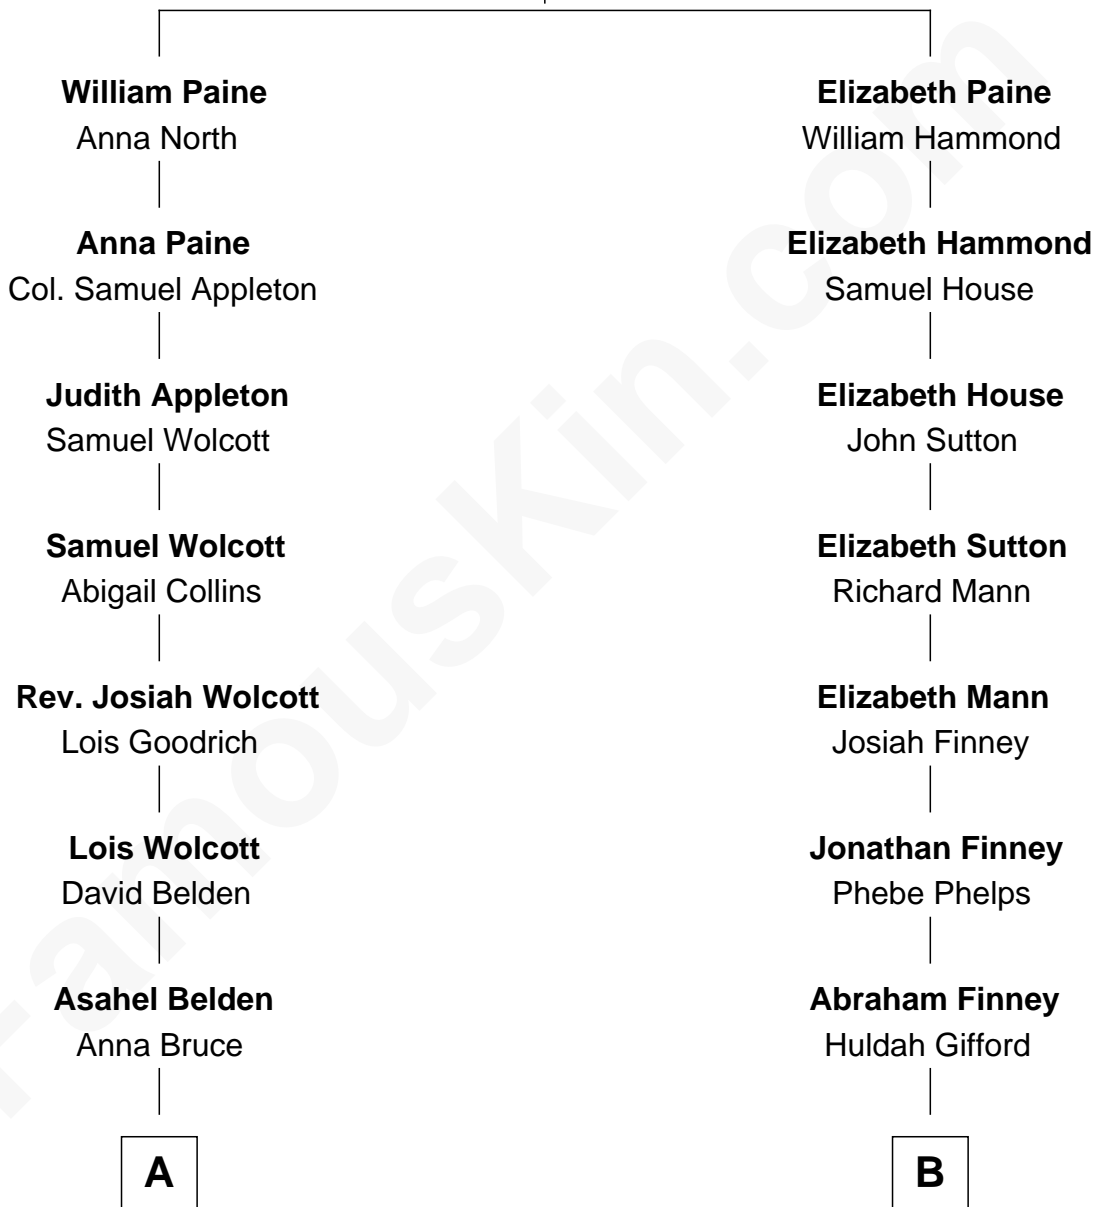 William Paine
Anna North
Anna Paine
Col. Samuel Appleton
Judith Appleton
Samuel Wolcott
Samuel Wolcott
Abigail Collins
Rev. Josiah Wolcott
Lois Goodrich
Lois Wolcott
David Belden
Asahel Belden
Anna Bruce
A
Elizabeth Paine
William Hammond
Elizabeth Hammond
Samuel House
Elizabeth House
John Sutton
Elizabeth Sutton
Richard Mann
Elizabeth Mann
Josiah Finney
Jonathan Finney
Phebe Phelps
Abraham Finney
Huldah Gifford
B
FamousKin.com